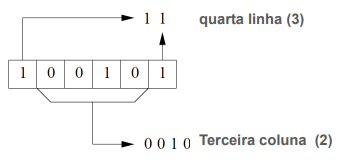 1 1 quarta linha (3)
1 0 0 1 0 1
0 0 1 0 Terceira coluna (2)